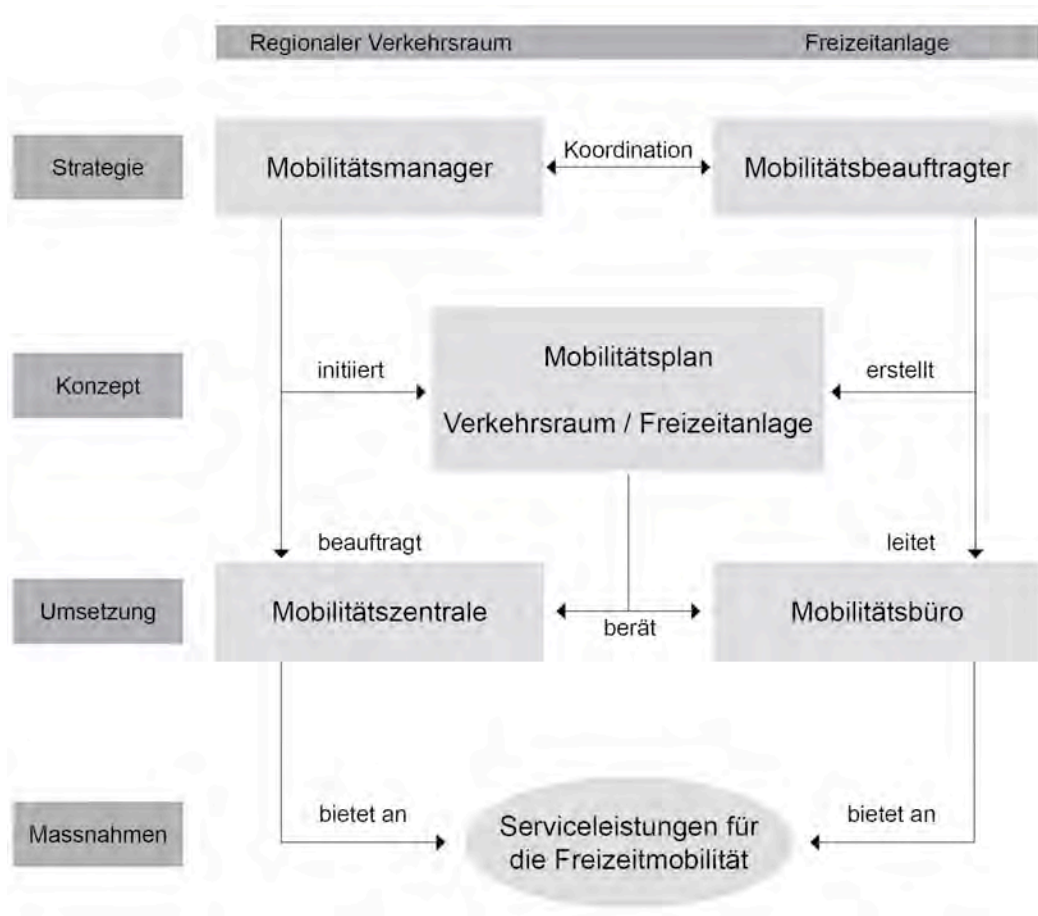 Regionaler Verkehrsraum
Freizeitanlage
Strategie
Mobilitätsmanager
Koordination
Mobilitätsbeauftragter
Konzept
initiiert
Mobilitätsplan
Verkehrsraum / Freizeitanlage
erstellt
beauftragt
leitet
Umsetzung
Mobilitätszentrale
berät
Mobilitätsbüro
Massnahmen
bietet an
Serviceleistungen für
die Freizeitmobilität
bietet an